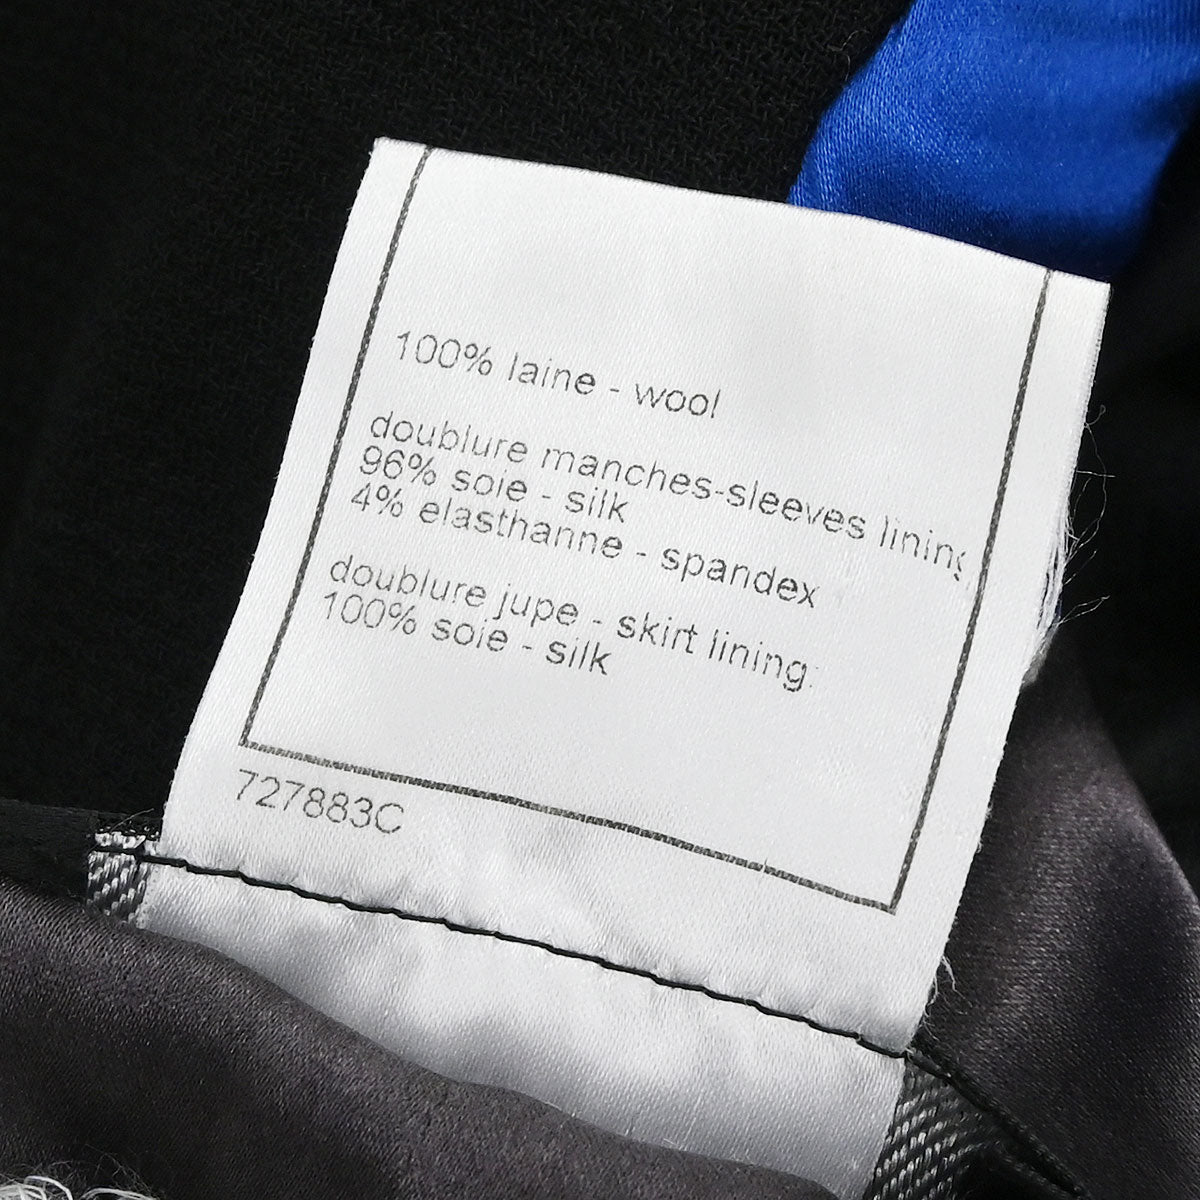 100% laine - wool
doublure manches-sleeves lining
96% soie - silk
4% elasthanne - spandex
doublure jupe - skirt lining:
100% soie - silk
727883C